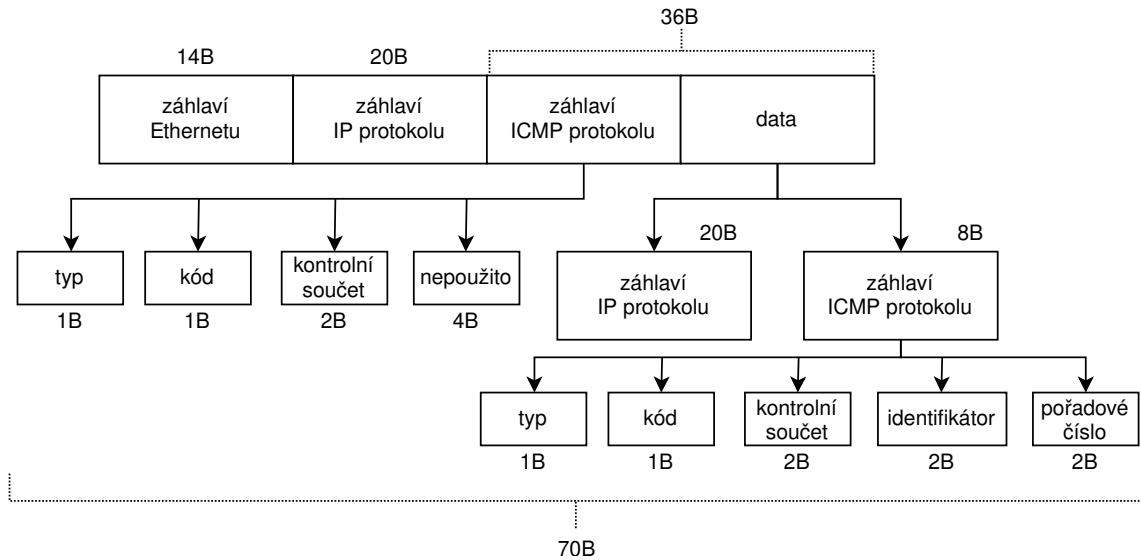 36B
14B
20B
záhlaví
Ethernetu
záhlaví
IP protokolu
záhlaví
ICMP protokolu
data
20B
8B
typ
kód
kontrolní
součet
nepoužito
záhlaví
IP protokolu
záhlaví
ICMP protokolu
1B
1B
2B
4B
typ
kód
kontrolní
součet
identifikátor
pořadové
číslo
1B
1B
2B
2B
2B
70B